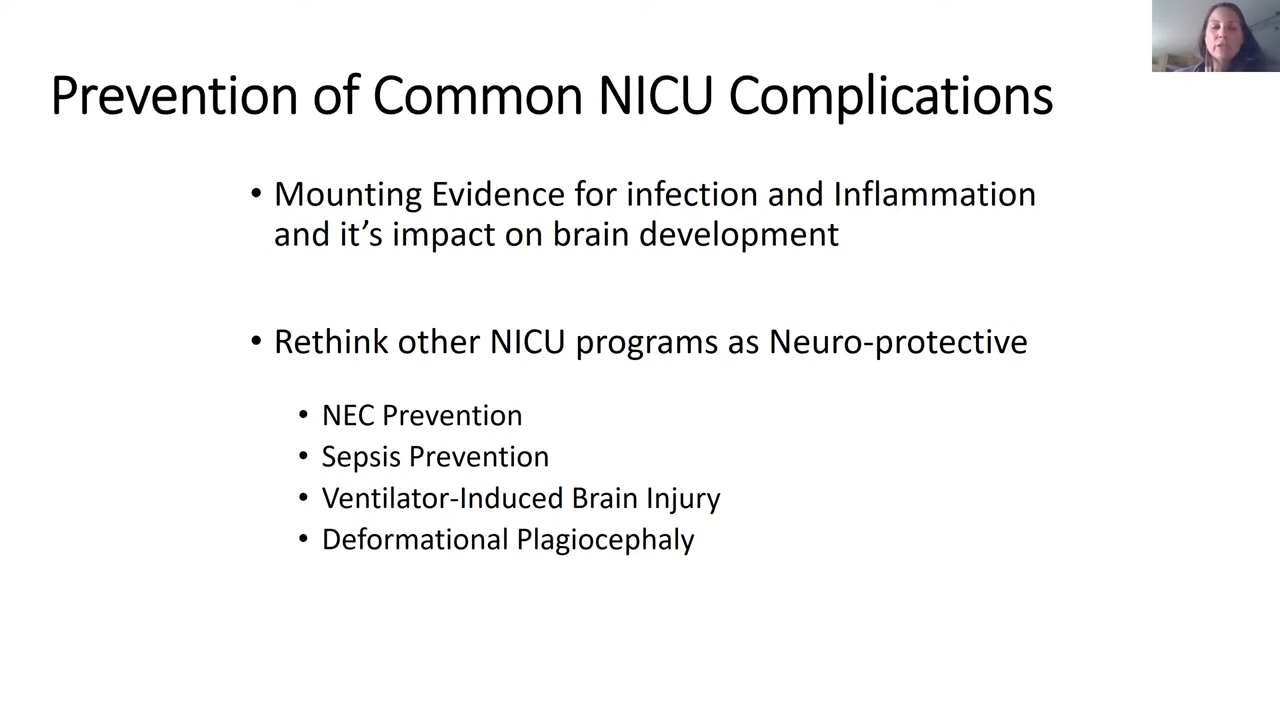 Prevention of Common NICU Complications
• Mounting Evidence for infection and Inflammation
and it’s impact on brain development
• Rethink other NICU programs as Neuro-protective
• NEC Prevention
• Sepsis Prevention
• Ventilator-Induced Brain Injury
• Deformational Plagiocephaly